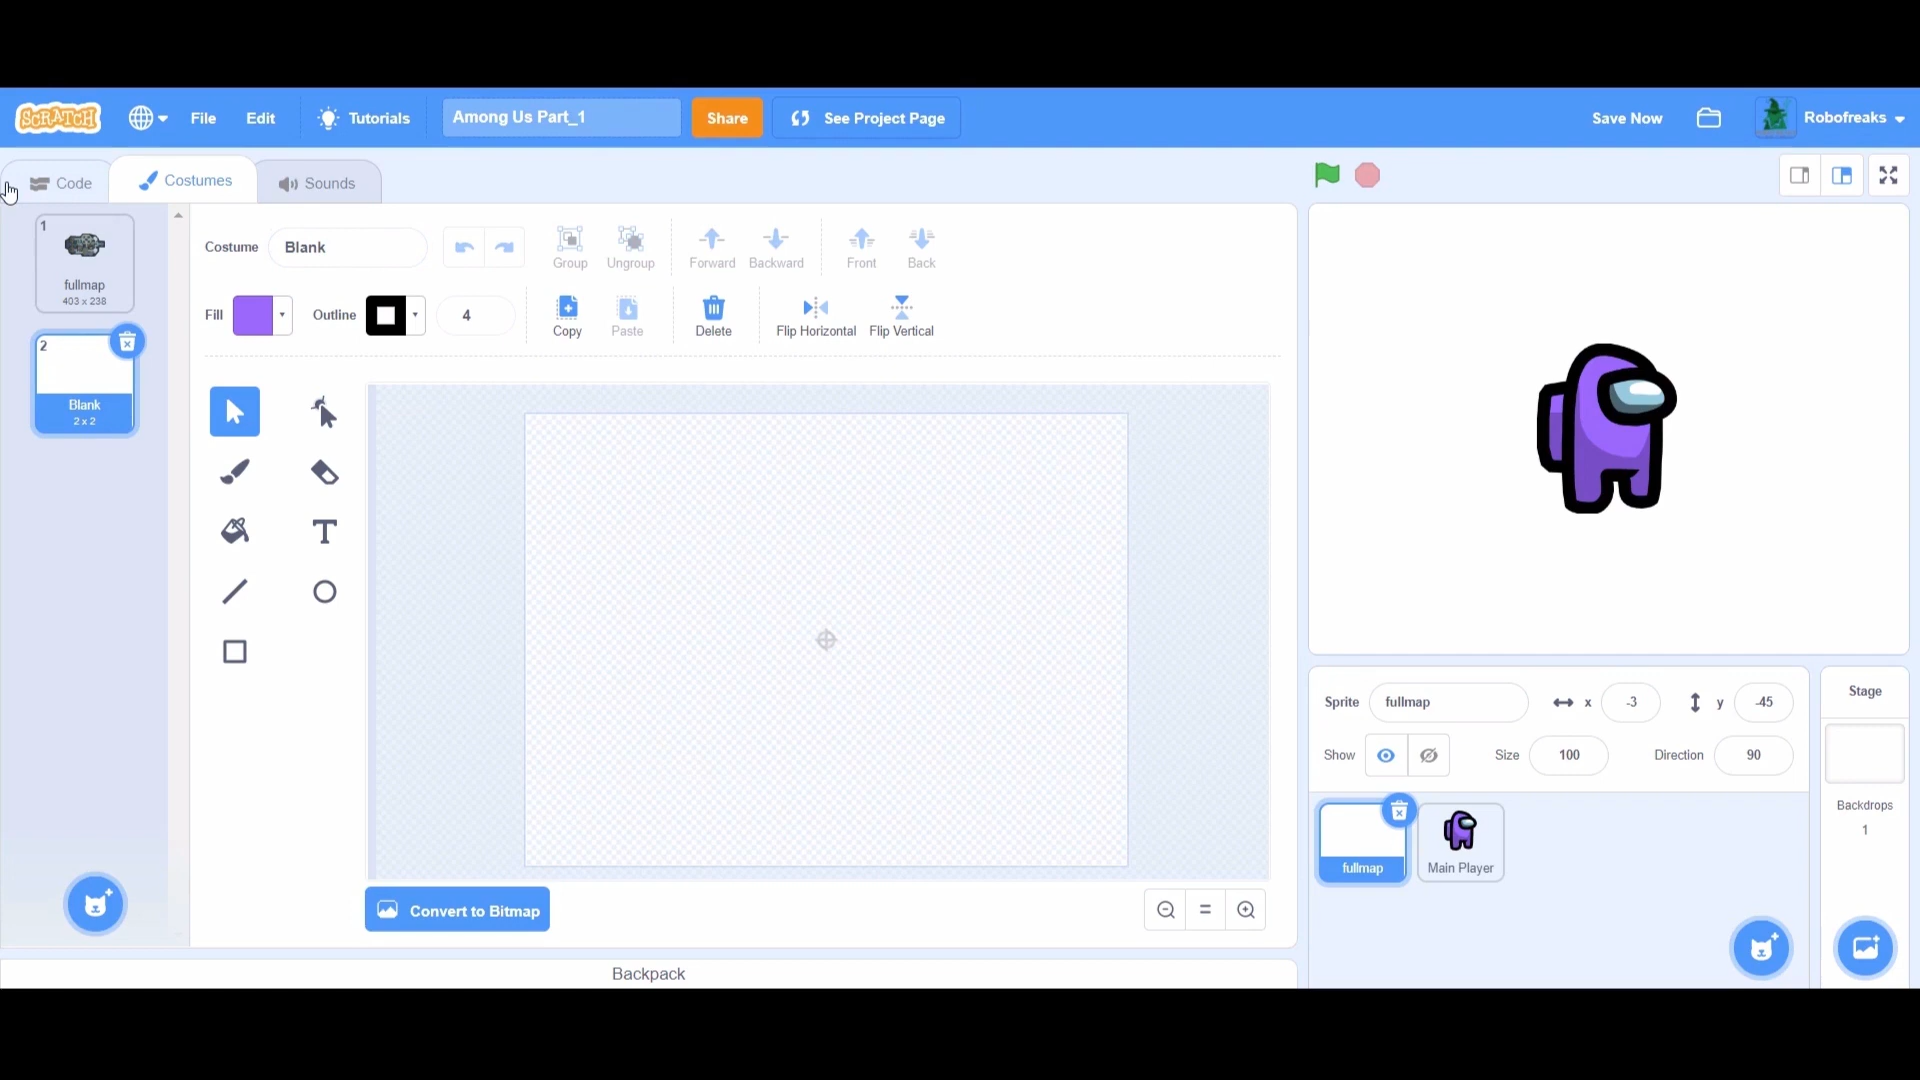 SCRATCH File Edit Tutorials Among Us Part_1 Share See Project Page Save Now Robofreaks
Code Costumes Sounds
1
fullmap
403 x 238
2
Blank
2 x 2
Costume Blank Group Ungroup Forward Backward Front Back
Fill Outline 4 Copy Paste Delete Flip Horizontal Flip Vertical
T
Convert to Bitmap
Backpack
Sprite fullmap x -3 y -45
Show Size 100 Direction 90
fullmap Main Player
Stage
Backdrops
1